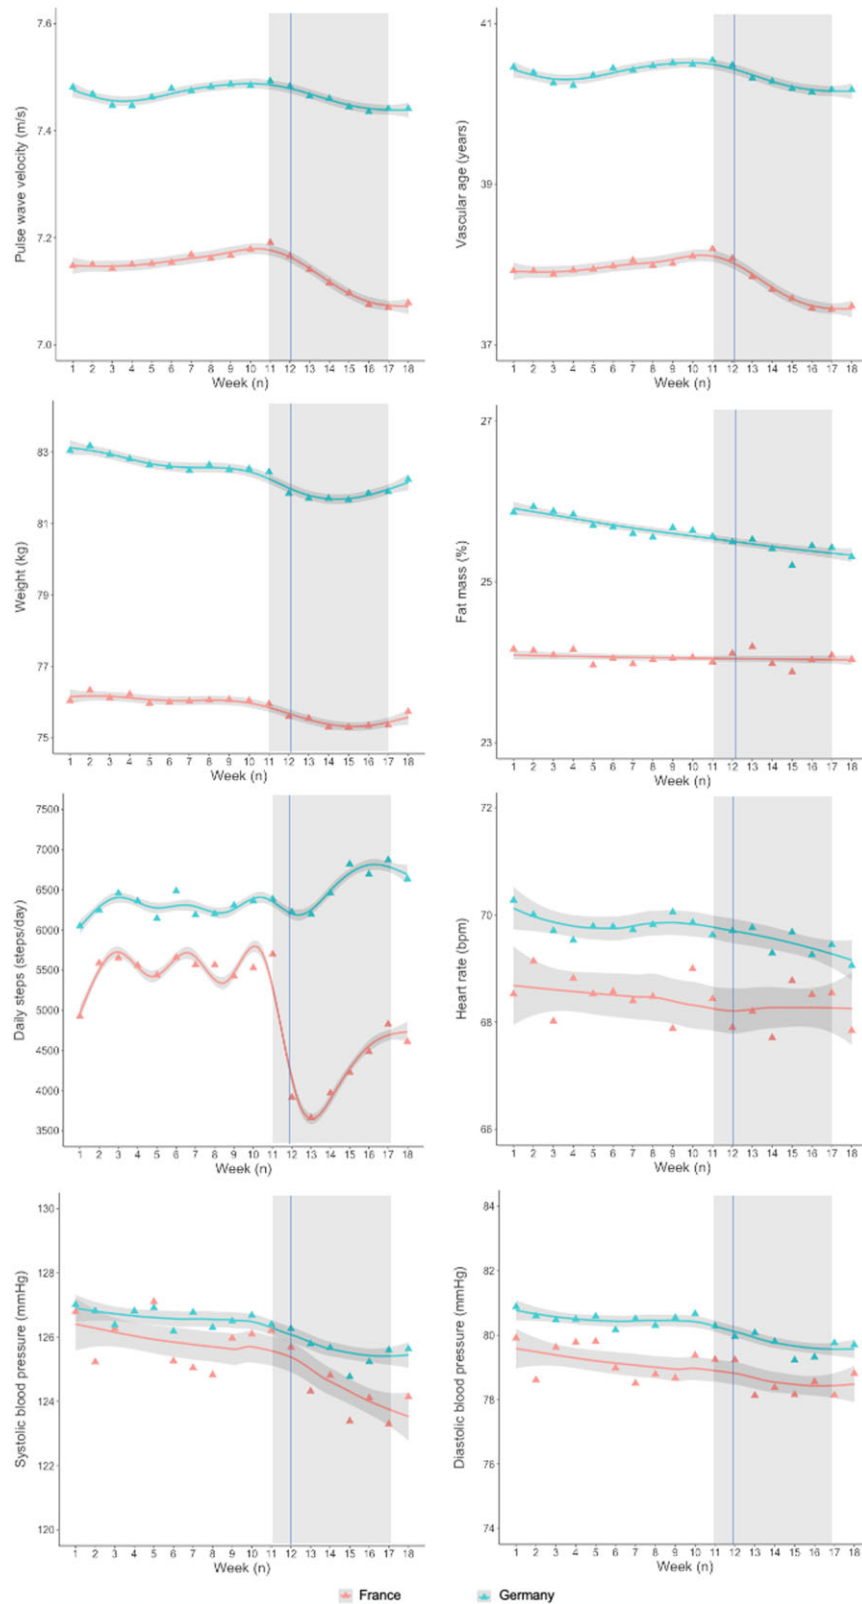 Pulse wave velocity (m/s)
7.6
7.4
7.2
7.0
1 2 3 4 5 6 7 8 9 10 11 12 13 14 15 16 17 18
Week (n)
Vascular age (years)
41
39
37
1 2 3 4 5 6 7 8 9 10 11 12 13 14 15 16 17 18
Week (n)
Weight (kg)
83
81
79
77
75
1 2 3 4 5 6 7 8 9 10 11 12 13 14 15 16 17 18
Week (n)
Fat mass (%)
27
25
23
1 2 3 4 5 6 7 8 9 10 11 12 13 14 15 16 17 18
Week (n)
Daily steps (steps/day)
7500
7000
6500
6000
5500
5000
4500
4000
3500
1 2 3 4 5 6 7 8 9 10 11 12 13 14 15 16 17 18
Week (n)
Heart rate (bpm)
72
70
68
66
1 2 3 4 5 6 7 8 9 10 11 12 13 14 15 16 17 18
Week (n)
Systolic blood pressure (mmHg)
130
128
126
124
122
120
1 2 3 4 5 6 7 8 9 10 11 12 13 14 15 16 17 18
Week (n)
Diastolic blood pressure (mmHg)
84
82
80
78
76
74
1 2 3 4 5 6 7 8 9 10 11 12 13 14 15 16 17 18
Week (n)
France Germany